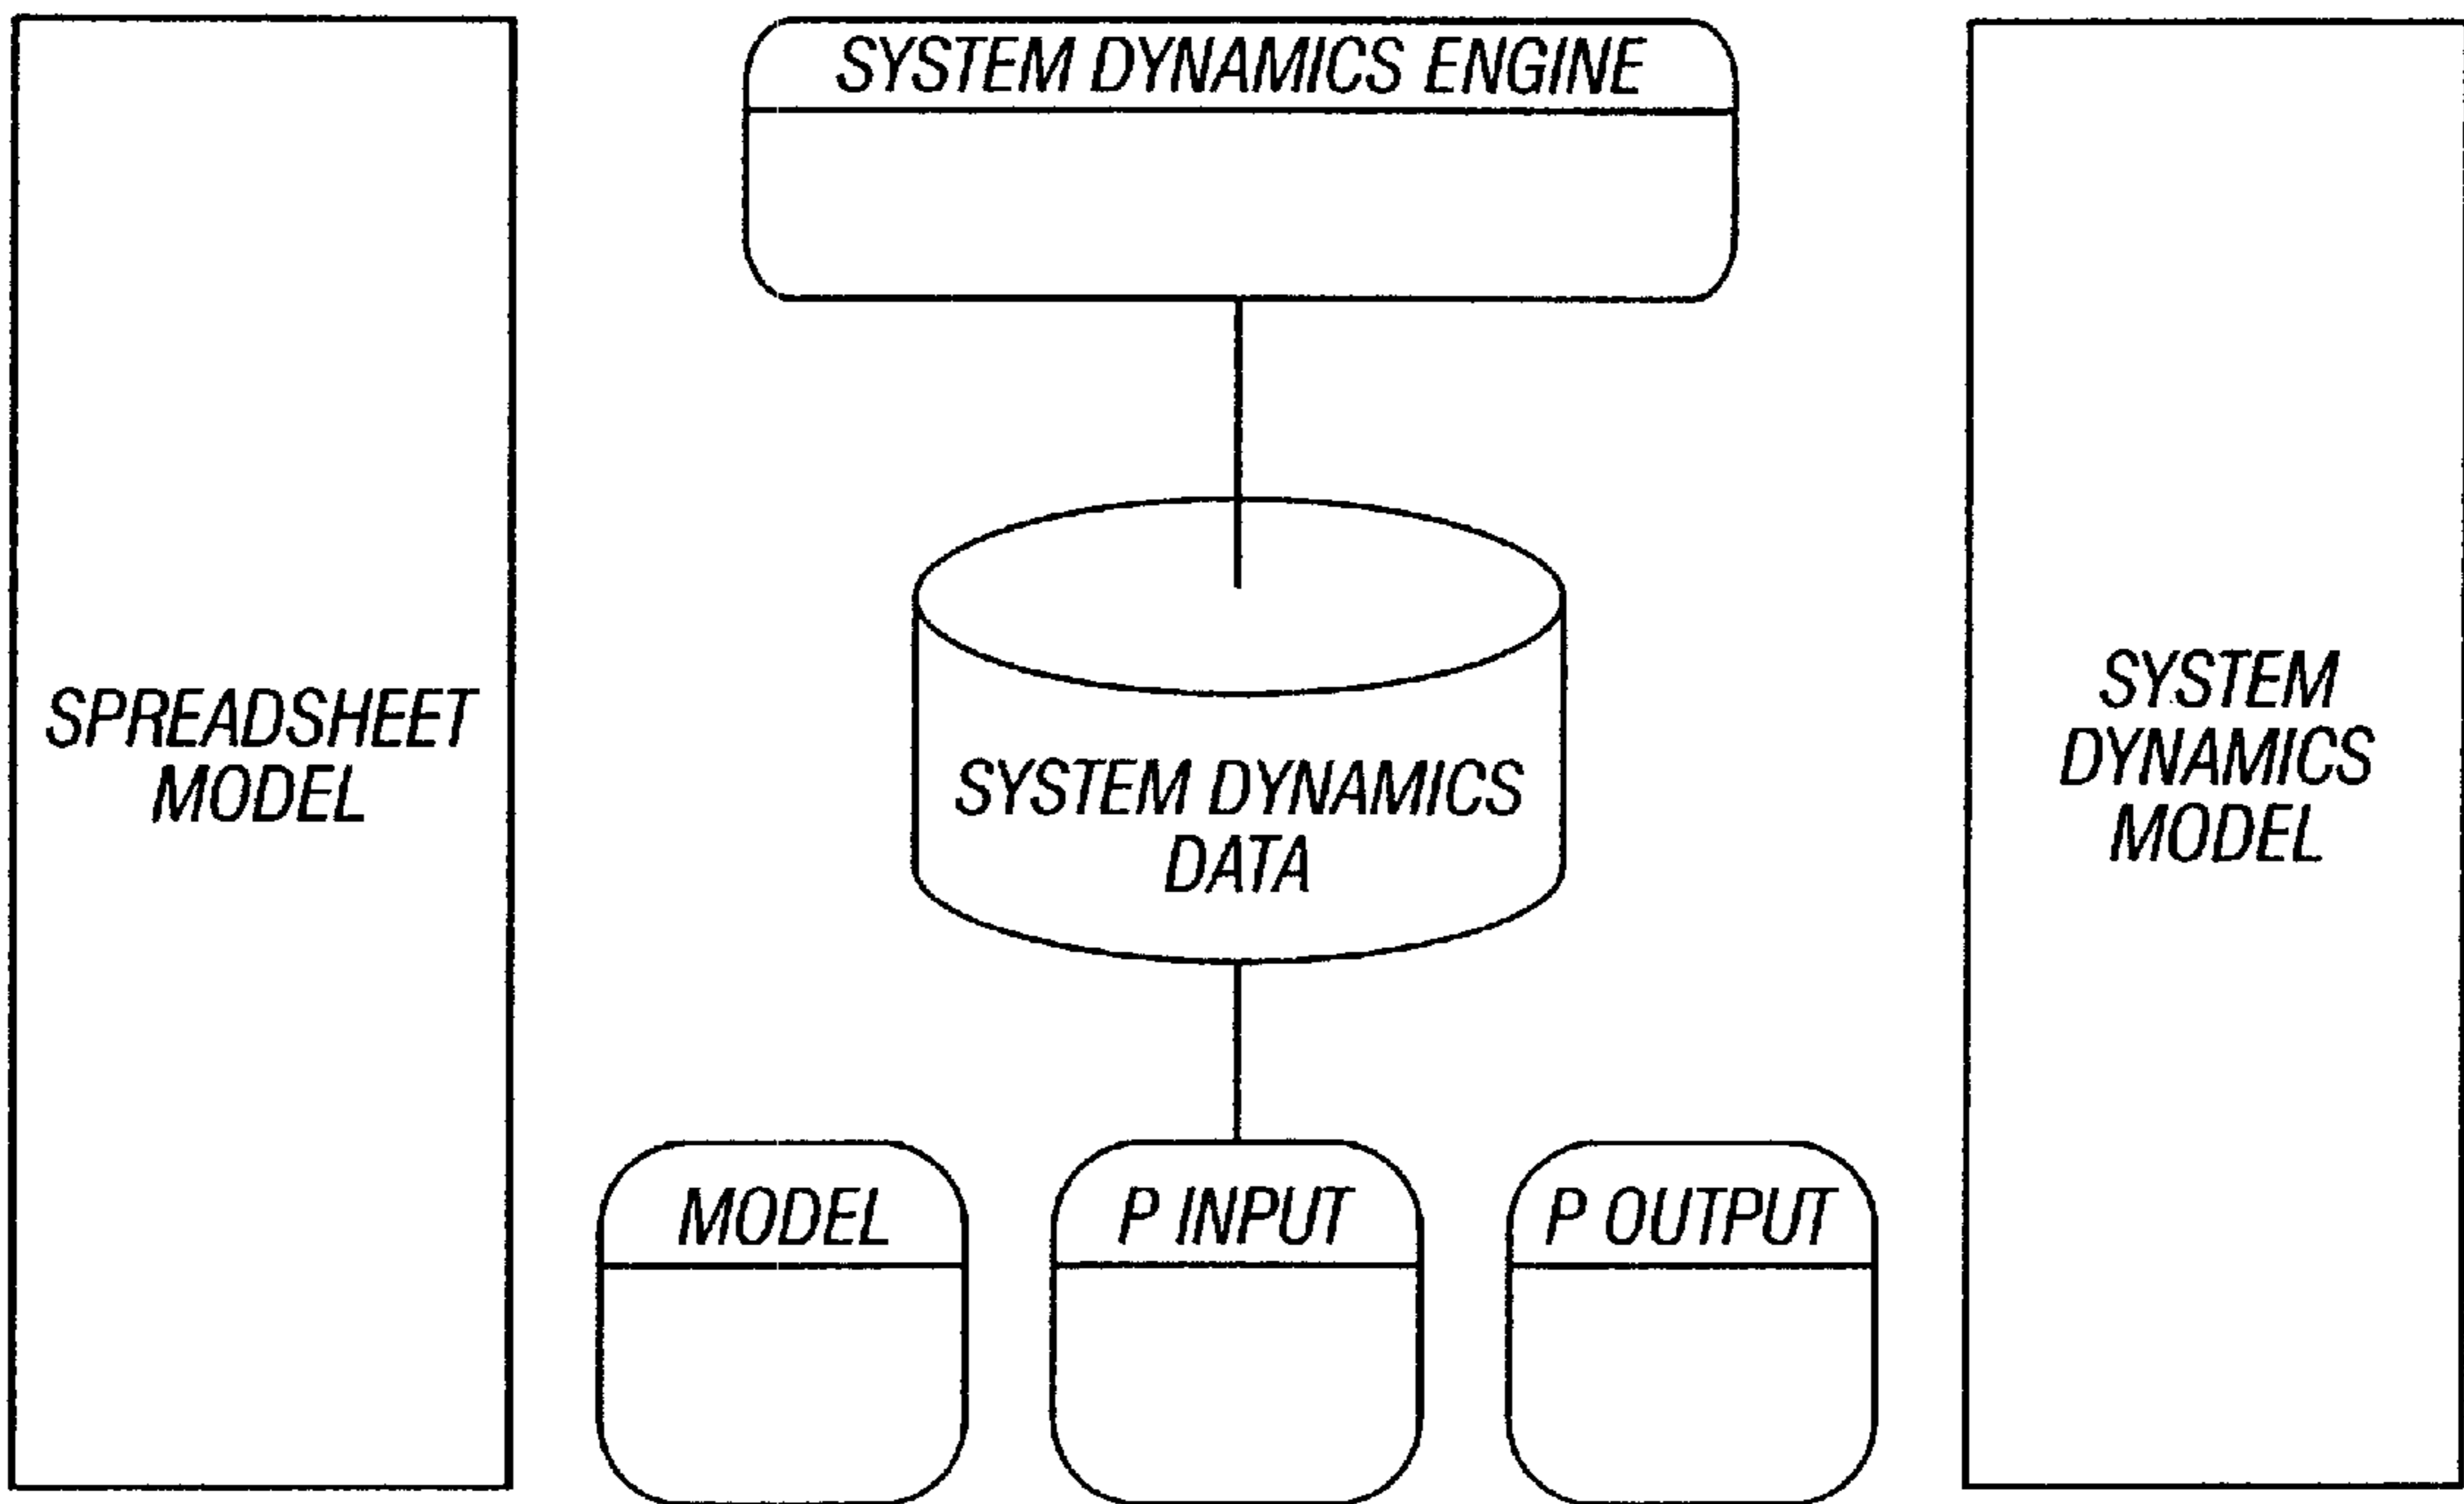 SYSTEM DYNAMICS ENGINE
SPREADSHEET
MODEL
SYSTEM DYNAMICS
DATA
SYSTEM
DYNAMICS
MODEL
MODEL
P INPUT
P OUTPUT